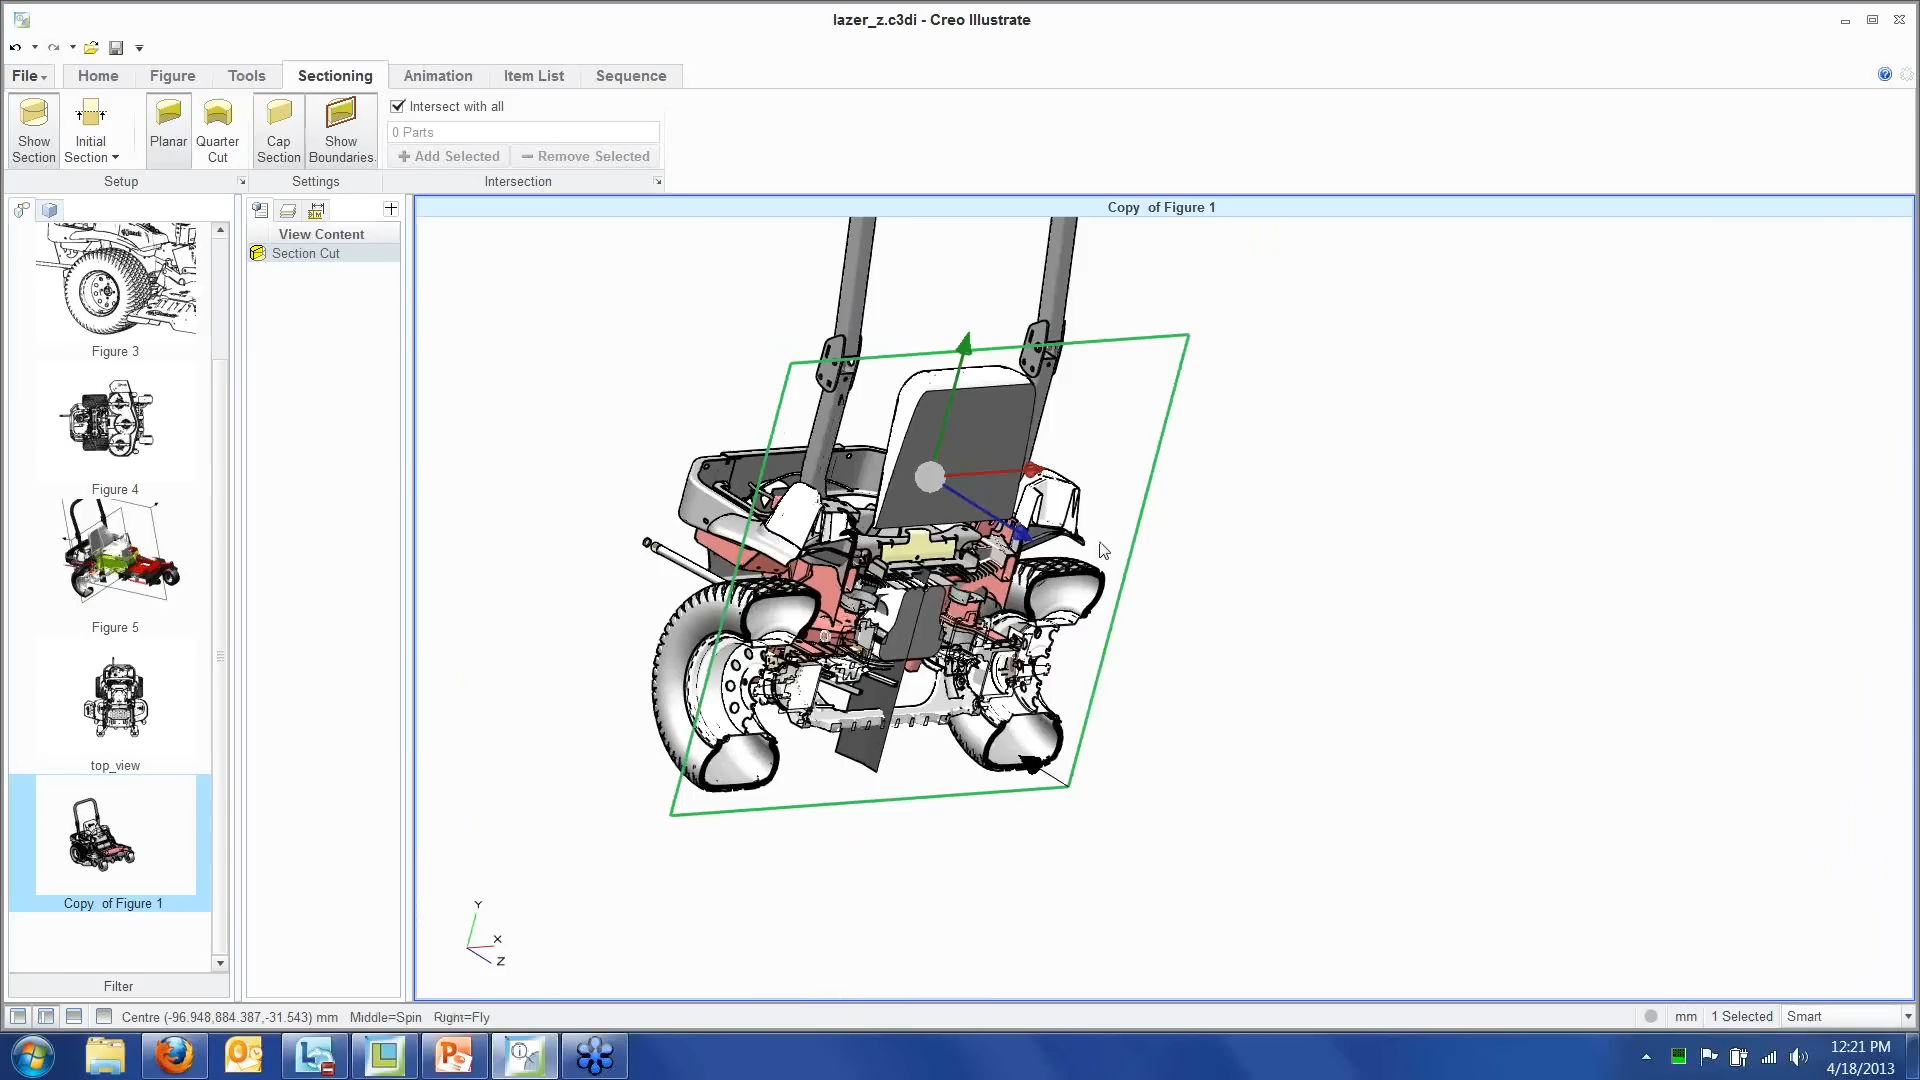 lazer_z.c3di - Creo Illustrate
File
Home
Figure
Tools
Sectioning
Animation
Item List
Sequence
Show
Section
Initial
Section
Planar
Quarter
Cut
Cap
Section
Show
Boundaries
Intersect with all
0 Parts
Add Selected
Remove Selected
Setup
Settings
Intersection
View Content
Section Cut
Copy of Figure 1
Figure 3
Figure 4
Figure 5
top_view
Copy of Figure 1
Filter
Y
X
Z
Centre (-96.948,884.387,-31.543) mm Middle=Spin Right=Fly
mm
1 Selected
Smart
12:21 PM
4/18/2013